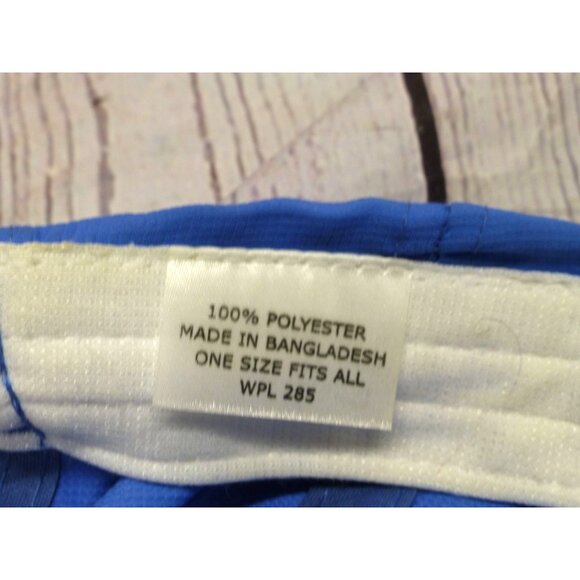 100% POLYESTER
MADE IN BANGLADESH
ONE SIZE FITS ALL
WPL 285